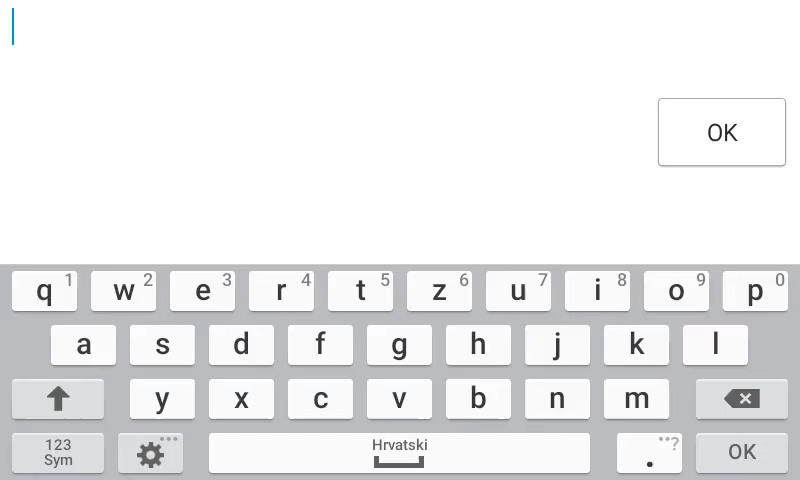 OK
q 1 w 2 e 3 r 4 t 5 z 6 u 7 i 8 o 9 p 0
a s d f g h j k l
y x c v b n m
123 Sym ... Hrvatski . ..? OK